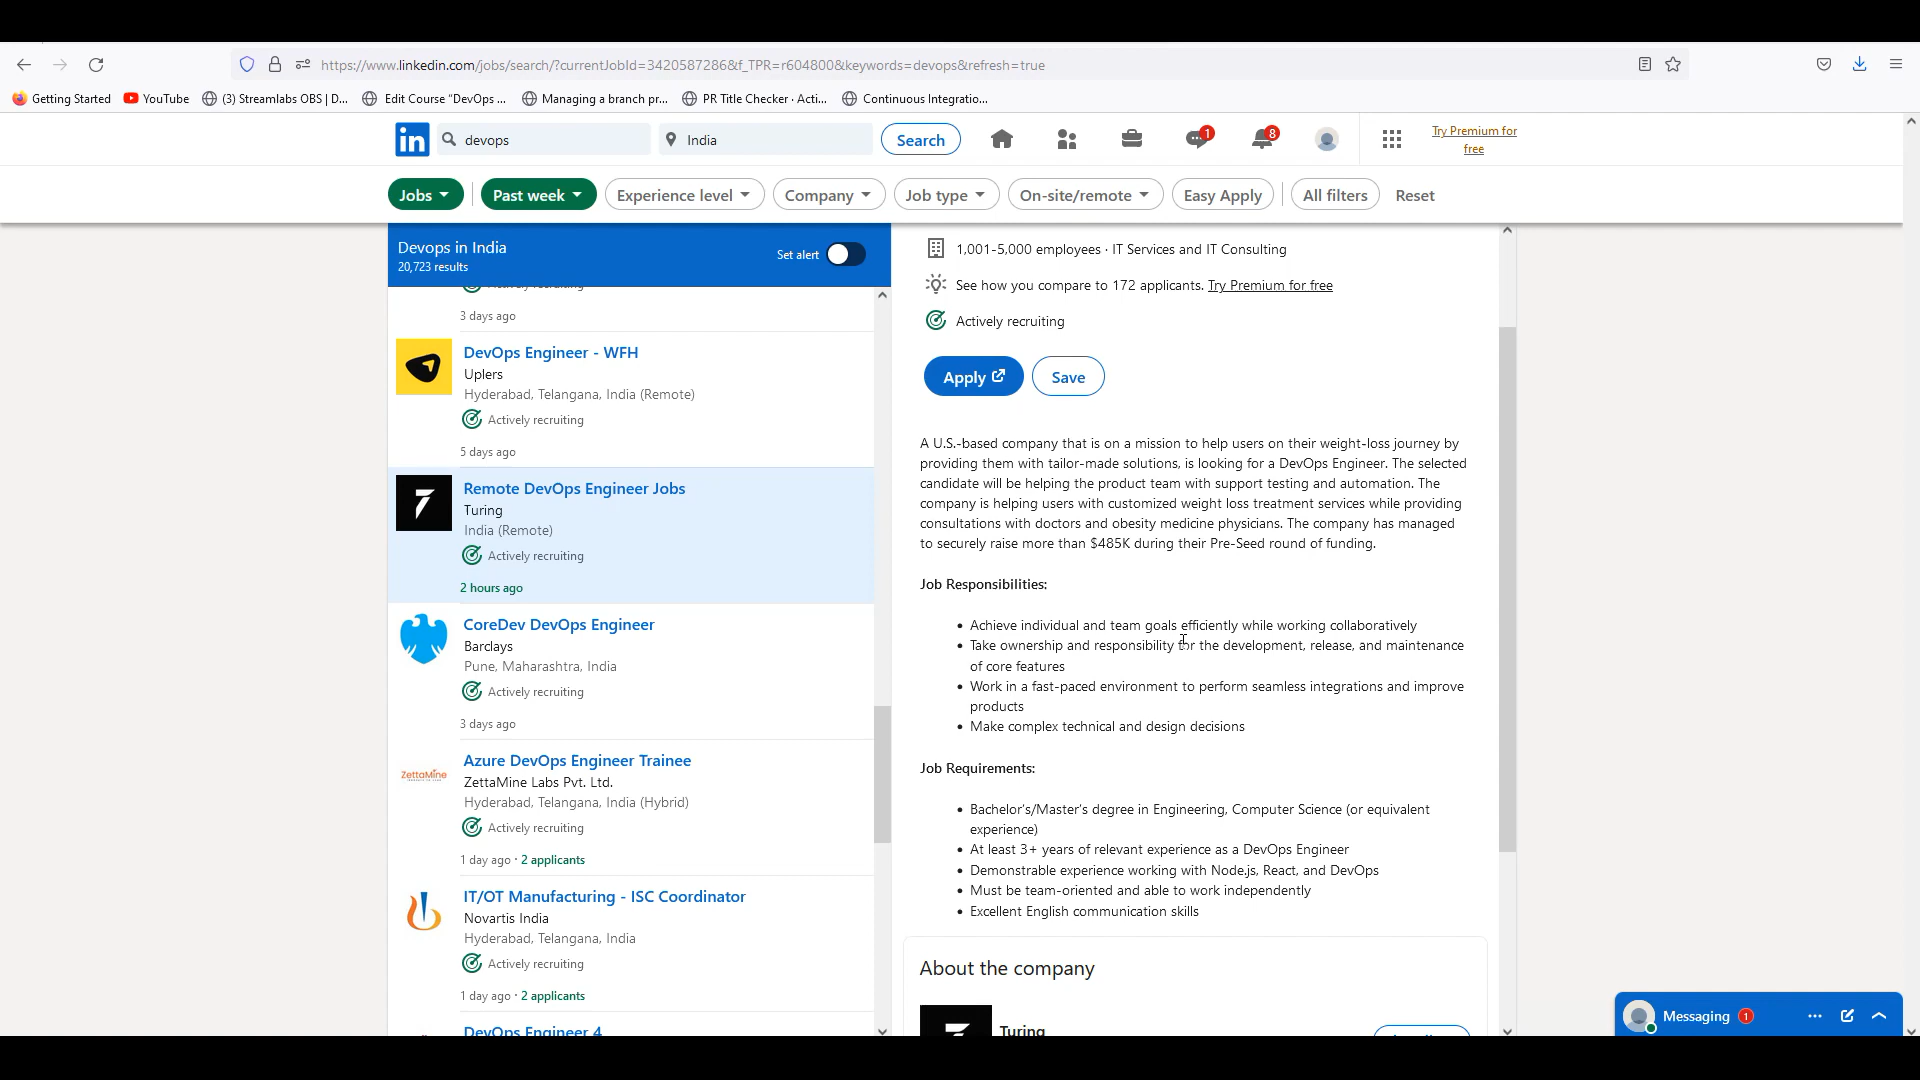 https://www.linkedin.com/jobs/search/?currentJobId=3420587286&f_TPR=r604800&keywords=devops&refresh=true
Getting Started
YouTube
(3) Streamlabs OBS | D...
Edit Course "DevOps ...
Managing a branch pr...
PR Title Checker · Acti...
Continuous Integratio...
in
devops
India
Search
1
8
Try Premium for
free
Jobs
Past week
Experience level
Company
Job type
On-site/remote
Easy Apply
All filters
Reset
Devops in India
20,723 results
Set alert
3 days ago
DevOps Engineer - WFH
Uplers
Hyderabad, Telangana, India (Remote)
Actively recruiting
5 days ago
Remote DevOps Engineer Jobs
Turing
India (Remote)
Actively recruiting
2 hours ago
CoreDev DevOps Engineer
Barclays
Pune, Maharashtra, India
Actively recruiting
3 days ago
ZettaMine
Azure DevOps Engineer Trainee
ZettaMine Labs Pvt. Ltd.
Hyderabad, Telangana, India (Hybrid)
Actively recruiting
1 day ago · 2 applicants
IT/OT Manufacturing - ISC Coordinator
Novartis India
Hyderabad, Telangana, India
Actively recruiting
1 day ago · 2 applicants
DevOps Engineer 4
1,001-5,000 employees · IT Services and IT Consulting
See how you compare to 172 applicants. Try Premium for free
Actively recruiting
Apply
Save
A U.S.-based company that is on a mission to help users on their weight-loss journey by
providing them with tailor-made solutions, is looking for a DevOps Engineer. The selected
candidate will be helping the product team with support testing and automation. The
company is helping users with customized weight loss treatment services while providing
consultations with doctors and obesity medicine physicians. The company has managed
to securely raise more than $485K during their Pre-Seed round of funding.
Job Responsibilities:
• Achieve individual and team goals efficiently while working collaboratively
• Take ownership and responsibility for the development, release, and maintenance
of core features
• Work in a fast-paced environment to perform seamless integrations and improve
products
• Make complex technical and design decisions
Job Requirements:
• Bachelor's/Master's degree in Engineering, Computer Science (or equivalent
experience)
• At least 3+ years of relevant experience as a DevOps Engineer
• Demonstrable experience working with Node.js, React, and DevOps
• Must be team-oriented and able to work independently
• Excellent English communication skills
About the company
Turing
Messaging
1